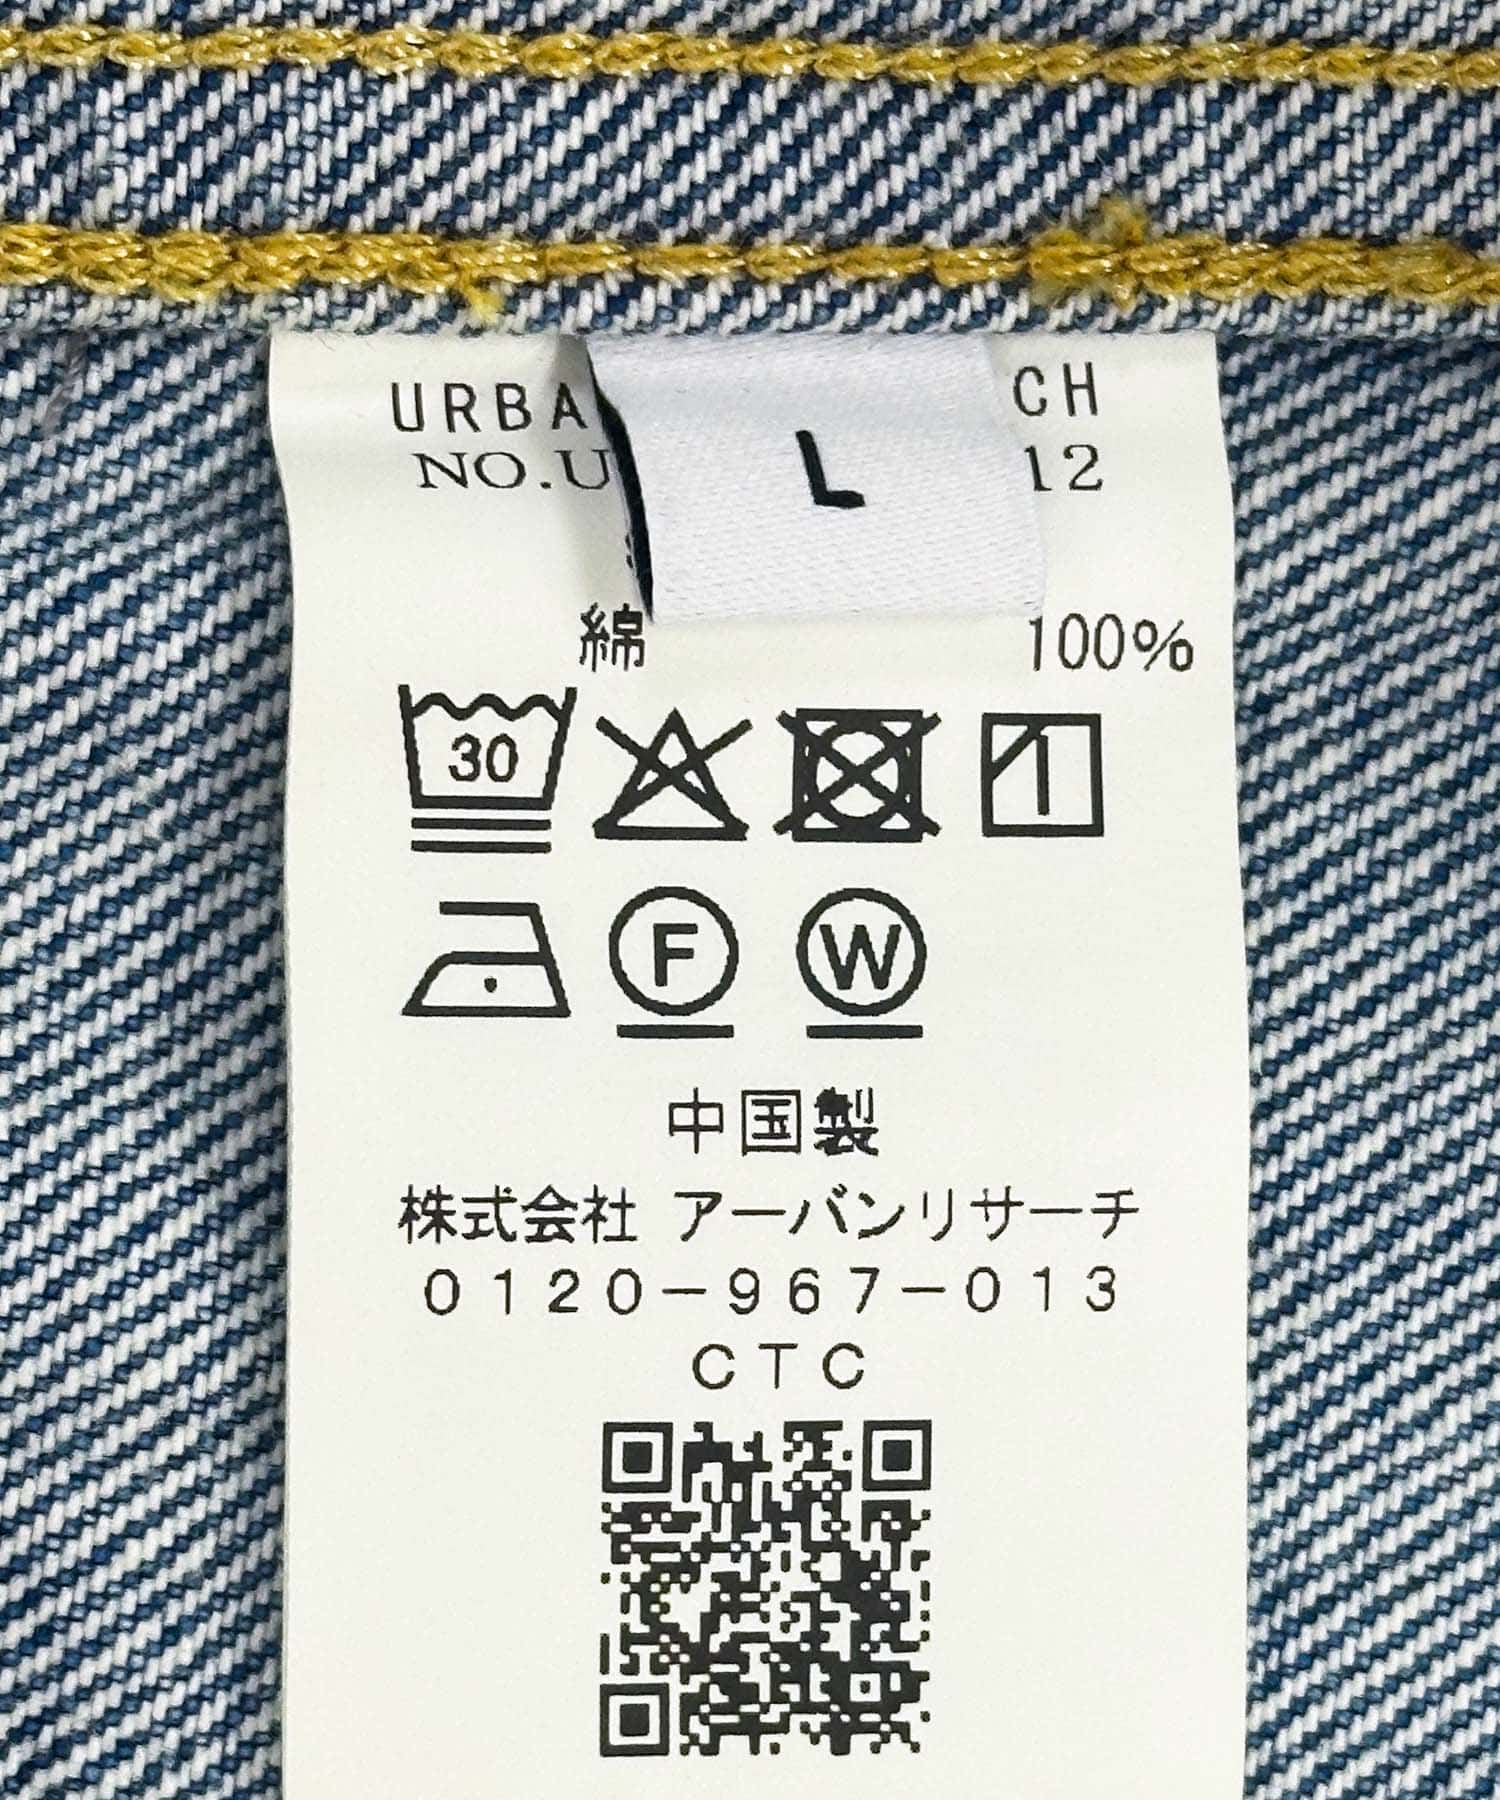 URBA CH
L
NO.U 12
綿 100%
30
F W
中国製
株式会社 アーバンリサーチ
0120-967-013
CTC